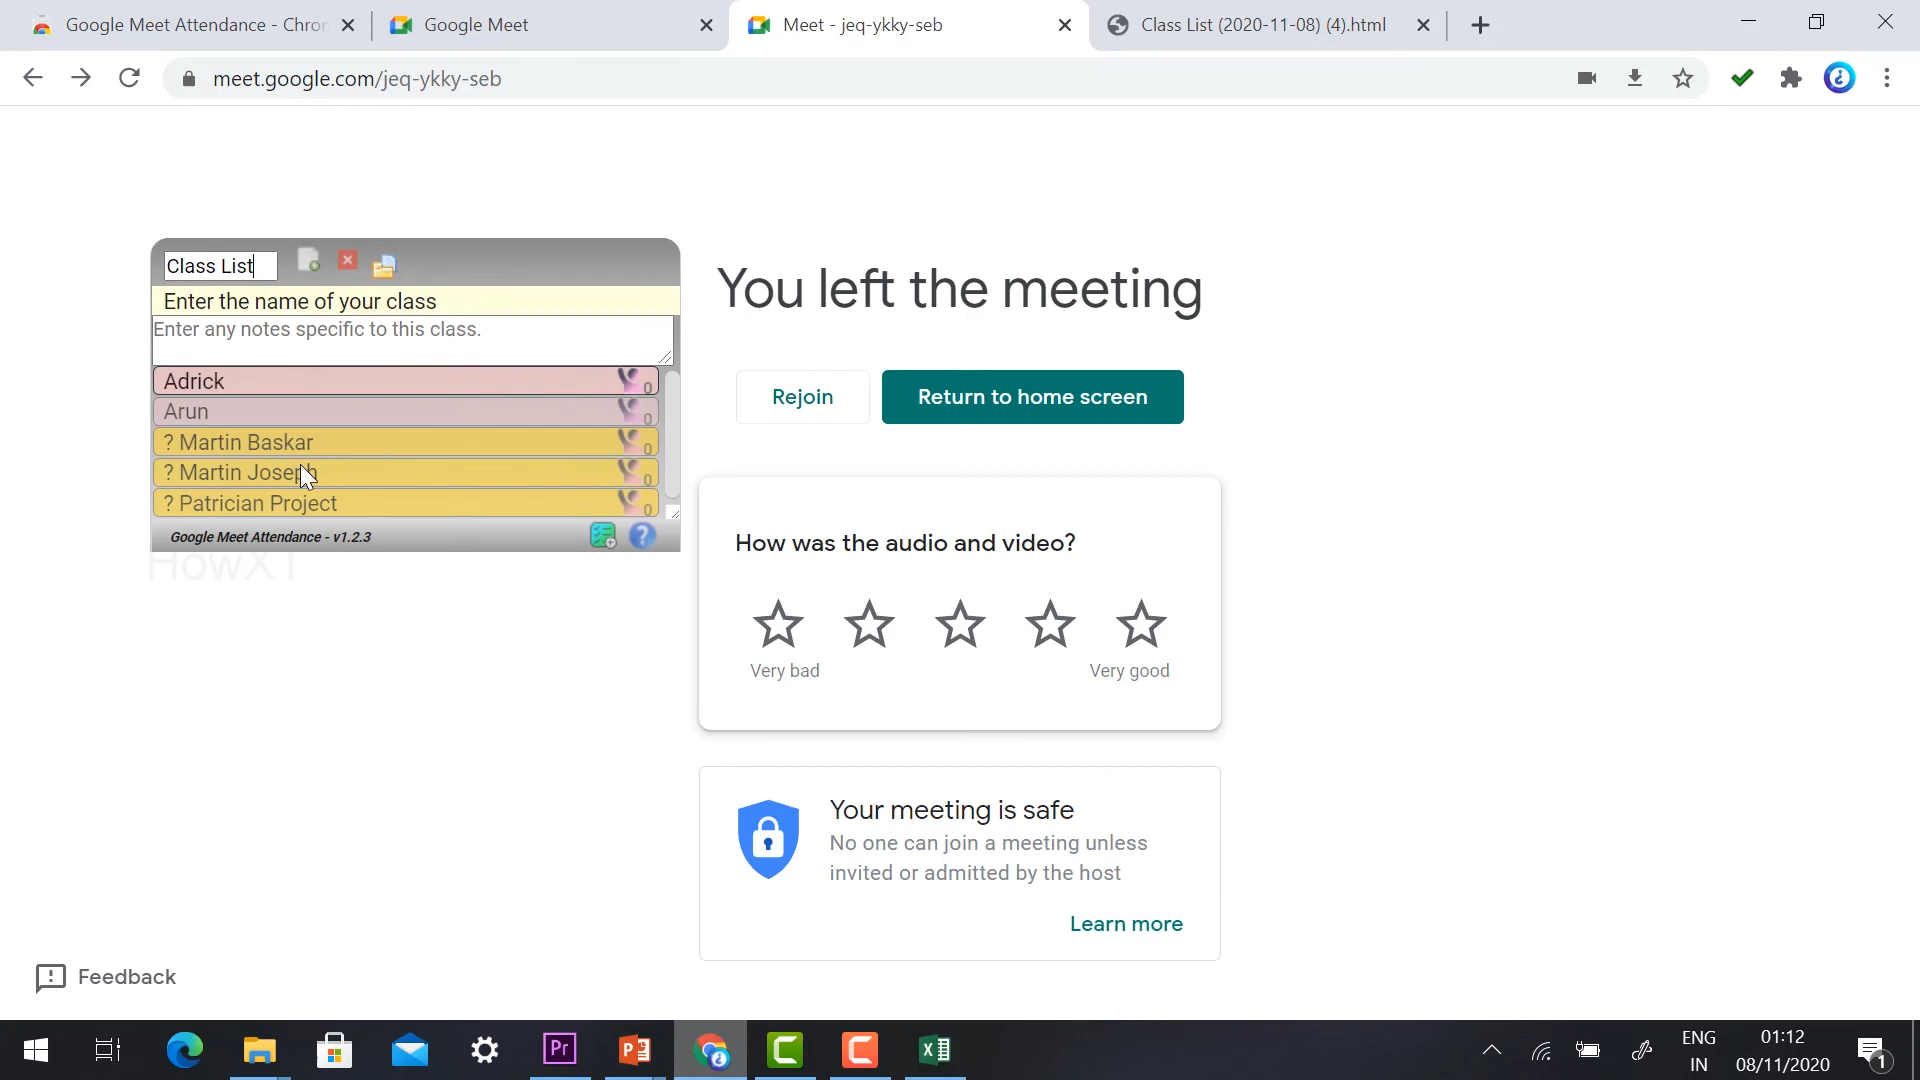 Google Meet Attendance - Chror
Google Meet
Meet - jeq-ykky-seb
Class List (2020-11-08) (4).html
meet.google.com/jeq-ykky-seb
Class List
Enter the name of your class
Enter any notes specific to this class.
Adrick 0
Arun 0
? Martin Baskar 0
? Martin Joseph 0
? Patrician Project 0
Google Meet Attendance - v1.2.3
HowXT
You left the meeting
Rejoin
Return to home screen
How was the audio and video?
Very bad
Very good
Your meeting is safe
No one can join a meeting unless
invited or admitted by the host
Learn more
Feedback
Pr
ENG
IN
01:12
08/11/2020
1